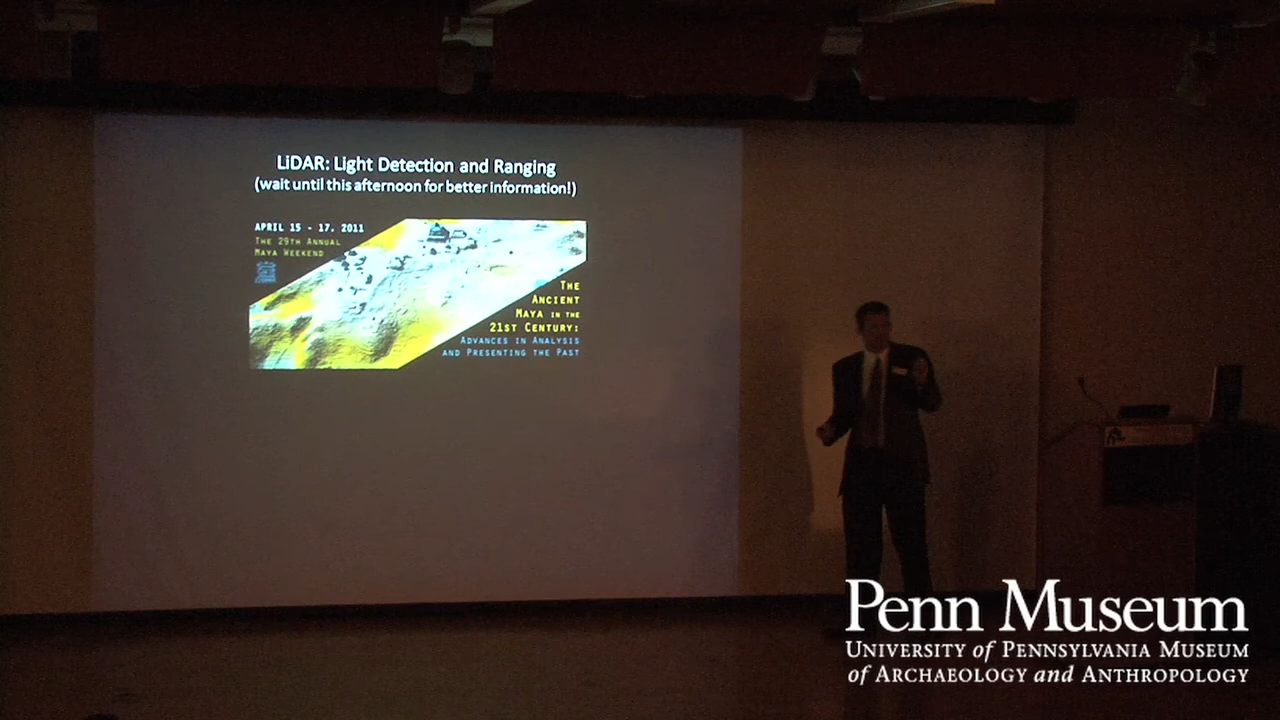 LiDAR: Light Detection and Ranging
(wait until this afternoon for better information!)
APRIL 15 - 17, 2011
THE 29TH ANNUAL
MAYA WEEKEND
THE
ANCIENT
MAYA IN THE
21ST CENTURY:
ADVANCES IN ANALYSIS
AND PRESENTING THE PAST
Penn Museum
UNIVERSITY of PENNSYLVANIA MUSEUM
of ARCHAEOLOGY and ANTHROPOLOGY